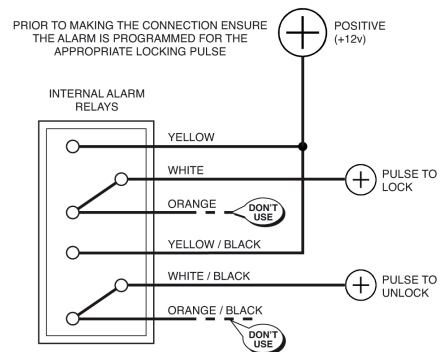 PRIOR TO MAKING THE CONNECTION ENSURE
THE ALARM IS PROGRAMMED FOR THE
APPROPRIATE LOCKING PULSE
POSITIVE
(+12v)
INTERNAL ALARM
RELAYS
YELLOW
WHITE
PULSE TO
LOCK
ORANGE
DON'T
USE
YELLOW / BLACK
WHITE / BLACK
PULSE TO
UNLOCK
ORANGE / BLACK
DON'T
USE